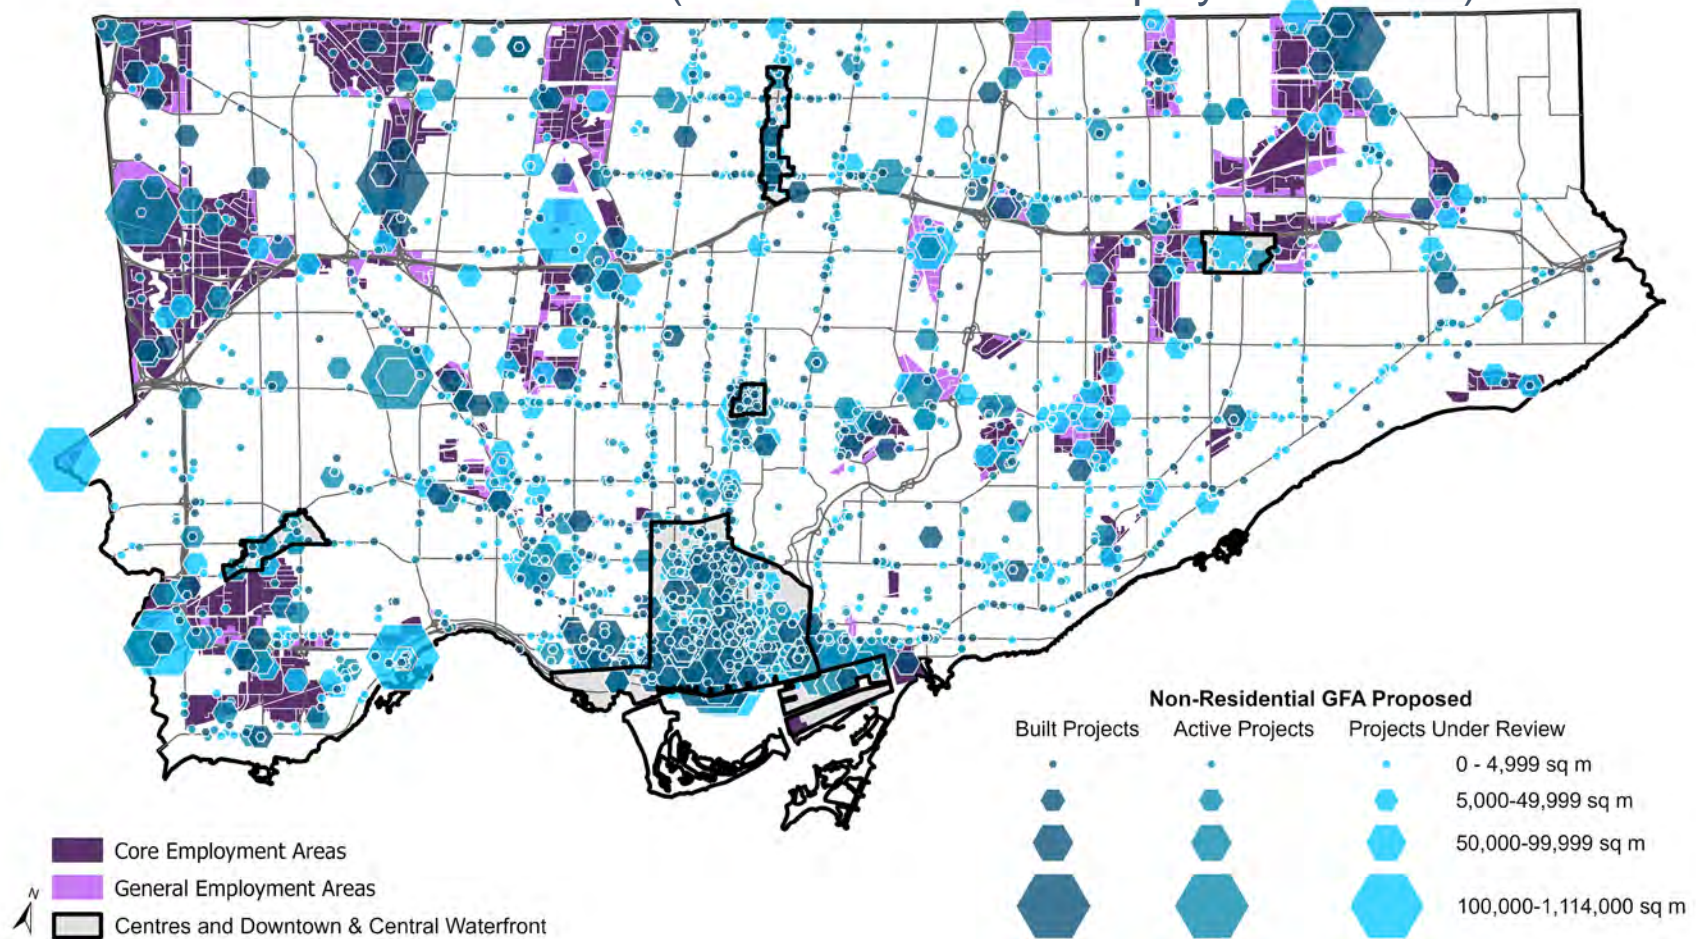 Non-Residential GFA Proposed
Built Projects Active Projects Projects Under Review
0 - 4,999 sq m
5,000-49,999 sq m
50,000-99,999 sq m
100,000-1,114,000 sq m
Core Employment Areas
General Employment Areas
N
Centres and Downtown & Central Waterfront